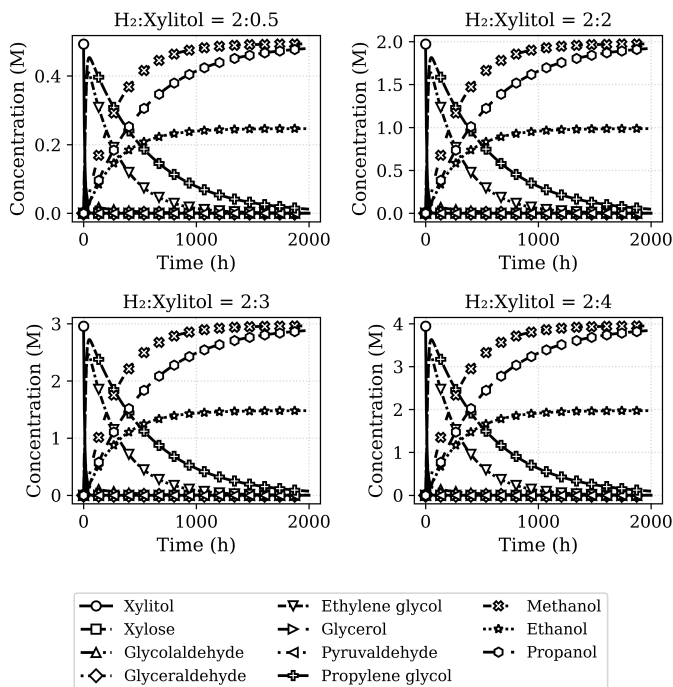 H₂:Xylitol = 2:0.5
H₂:Xylitol = 2:2
Concentration (M)
0.4
0.2
0.0
0
1000
2000
Time (h)
Concentration (M)
2.0
1.5
1.0
0.5
0.0
0
1000
2000
Time (h)
H₂:Xylitol = 2:3
H₂:Xylitol = 2:4
Concentration (M)
3
2
1
0
0
1000
2000
Time (h)
Concentration (M)
4
3
2
1
0
0
1000
2000
Time (h)
Xylitol
Xylose
Glycolaldehyde
Glyceraldehyde
Ethylene glycol
Glycerol
Pyruvaldehyde
Propylene glycol
Methanol
Ethanol
Propanol